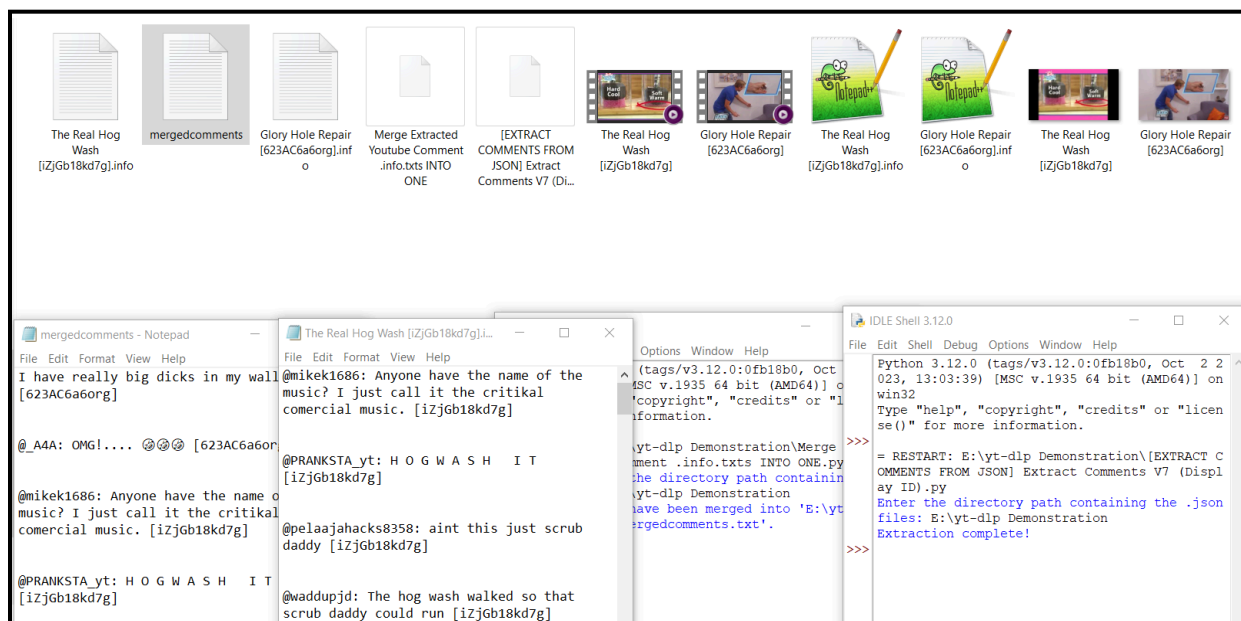 The Real Hog
Wash
[iZjGb18kd7g].info
mergedcomments
Glory Hole Repair
[623AC6a6org].inf
o
Merge Extracted
Youtube Comment
.info.txts INTO
ONE
[EXTRACT
COMMENTS FROM
JSON] Extract
Comments V7 (Di...
Hard
Cool
Soft
Warm
The Real Hog
Wash
[iZjGb18kd7g]
Glory Hole Repair
[623AC6a6org]
Notepad++
The Real Hog
Wash
[iZjGb18kd7g].info
Notepad++
Glory Hole Repair
[623AC6a6org].inf
o
Hard
Cool
Soft
Warm
The Real Hog
Wash
[iZjGb18kd7g]
Glory Hole Repair
[623AC6a6org]
mergedcomments - Notepad
File Edit Format View Help
I have really big dicks in my wall
[623AC6a6org]
@_A4A: OMG!.... 🤣🤣🤣 [623AC6a6or
@mikek1686: Anyone have the name o
music? I just call it the critikal
comercial music. [iZjGb18kd7g]
@PRANKSTA_yt: H O G W A S H   I T
[iZjGb18kd7g]
The Real Hog Wash [iZjGb18kd7g].i...
File Edit Format View Help
@mikek1686: Anyone have the name of the
music? I just call it the critikal
comercial music. [iZjGb18kd7g]
@PRANKSTA_yt: H O G W A S H   I T
[iZjGb18kd7g]
@pelaajahacks8358: aint this just scrub
daddy [iZjGb18kd7g]
@waddupjd: The hog wash walked so that
scrub daddy could run [iZjGb18kd7g]
Options Window Help
(tags/v3.12.0:0fb18b0, Oct
MSC v.1935 64 bit (AMD64)] o
"copyright", "credits" or "l
nformation.
\yt-dlp Demonstration\Merge
mment .info.txts INTO ONE.py
the directory path containin
\yt-dlp Demonstration
have been merged into 'E:\yt
ergedcomments.txt'.
IDLE Shell 3.12.0
File Edit Shell Debug Options Window Help
Python 3.12.0 (tags/v3.12.0:0fb18b0, Oct  2 2
023, 13:03:39) [MSC v.1935 64 bit (AMD64)] on
win32
Type "help", "copyright", "credits" or "licen
se()" for more information.
>>>
= RESTART: E:\yt-dlp Demonstration\[EXTRACT C
OMMENTS FROM JSON] Extract Comments V7 (Displ
ay ID).py
Enter the directory path containing the .json
files: E:\yt-dlp Demonstration
Extraction complete!
>>>